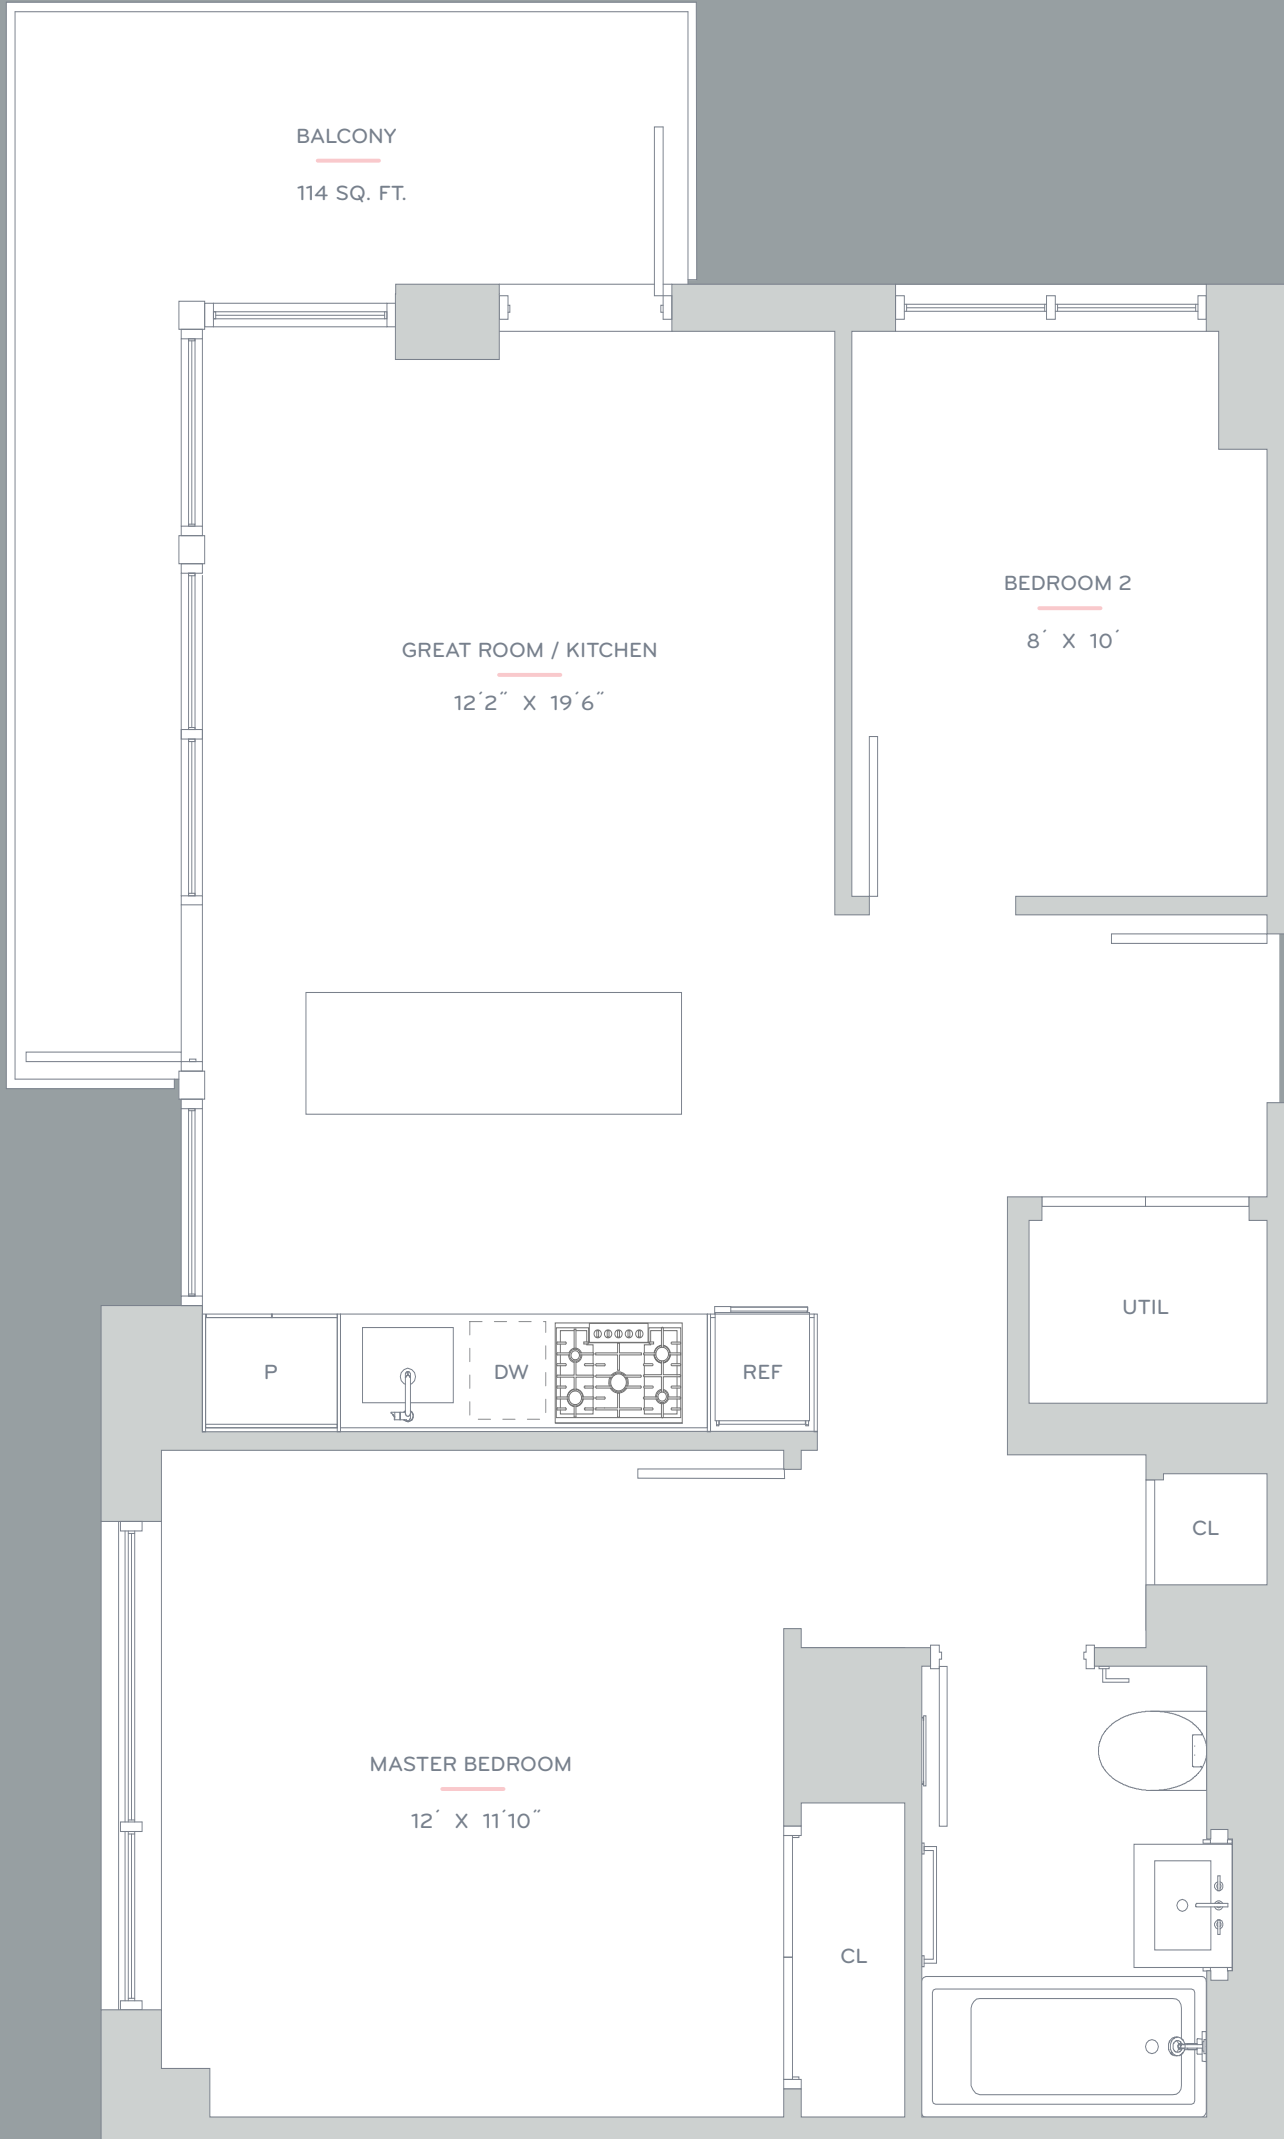 BALCONY
114 SQ. FT.
BEDROOM 2
8´ X 10´
GREAT ROOM / KITCHEN
12´2˝ X 19´6˝
UTIL
P
DW
REF
CL
MASTER BEDROOM
12´ X 11´10˝
CL